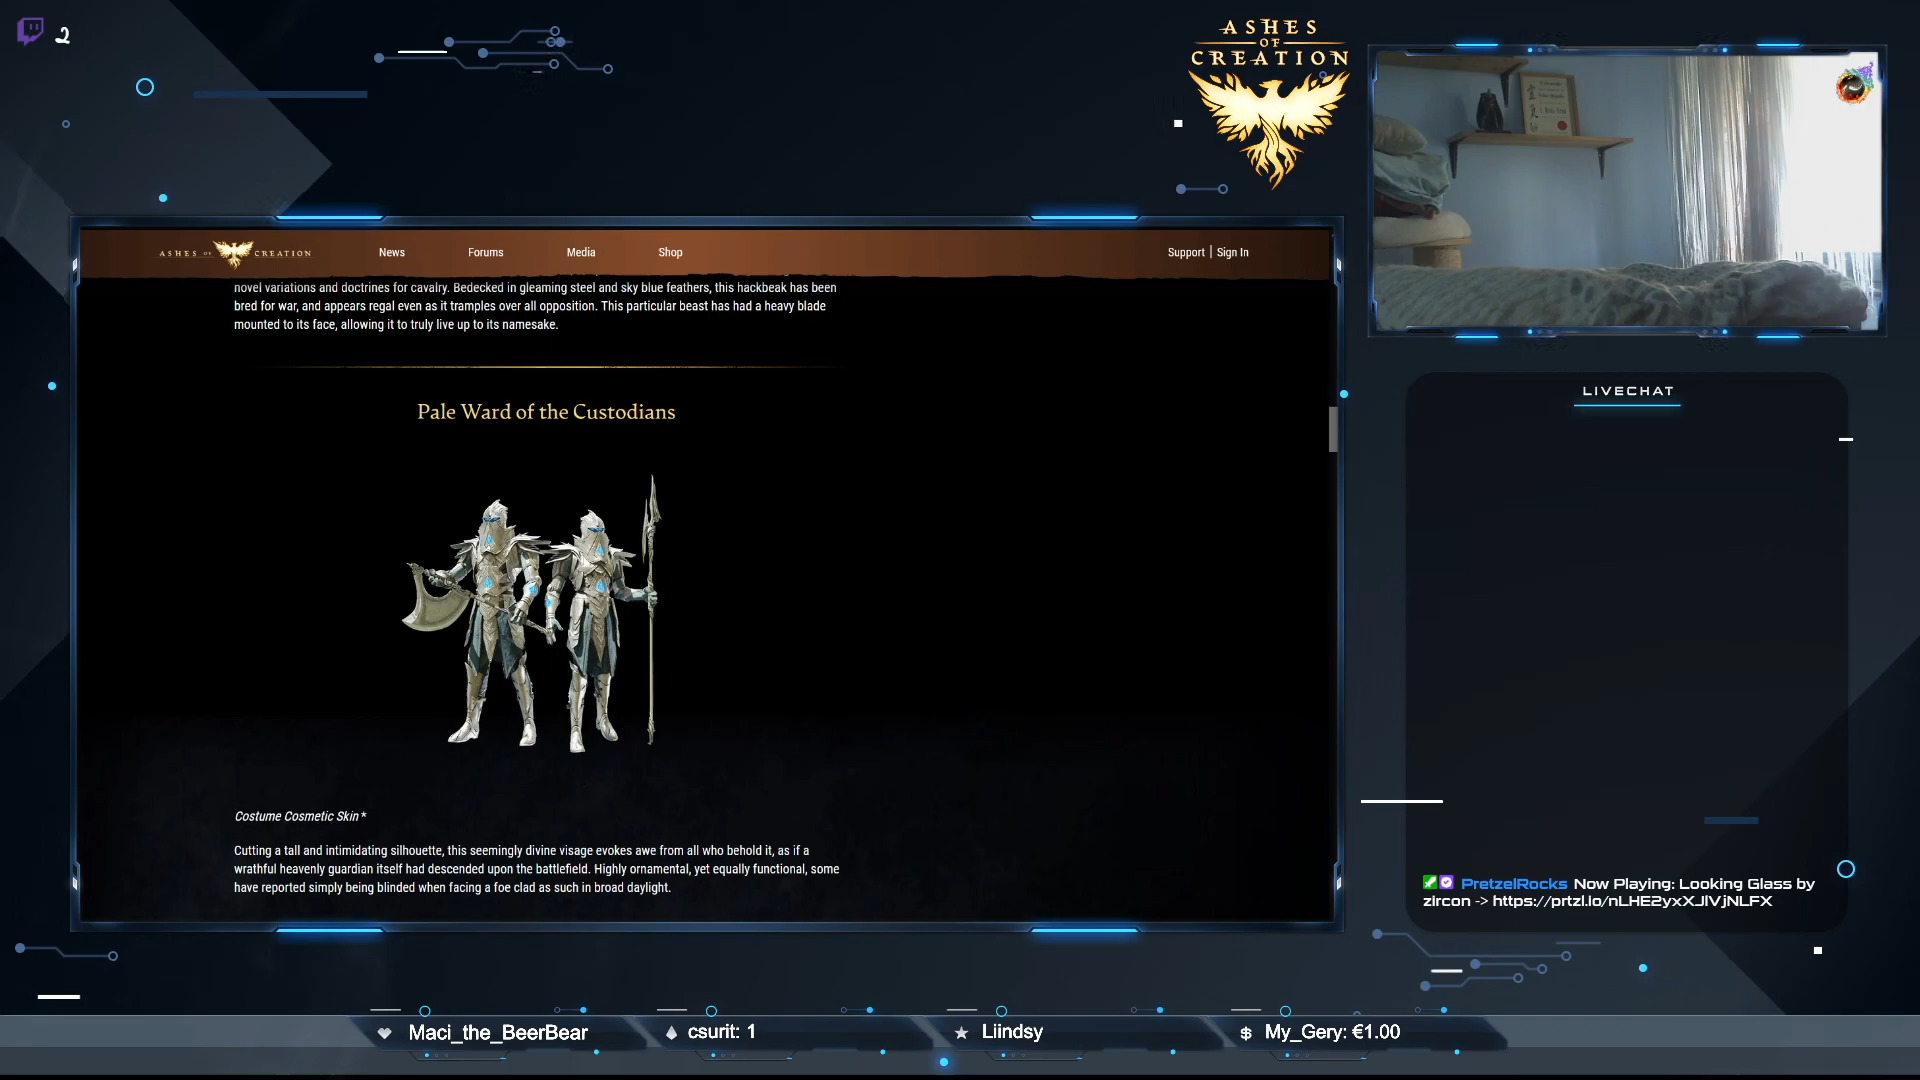 2
ASHES
OF
CREATION
ASHES OF CREATION
News
Forums
Media
Shop
Support | Sign In
novel variations and doctrines for cavalry. Bedecked in gleaming steel and sky blue feathers, this hackbeak has been
bred for war, and appears regal even as it tramples over all opposition. This particular beast has had a heavy blade
mounted to its face, allowing it to truly live up to its namesake.
Pale Ward of the Custodians
Costume Cosmetic Skin *
Cutting a tall and intimidating silhouette, this seemingly divine visage evokes awe from all who behold it, as if a
wrathful heavenly guardian itself had descended upon the battlefield. Highly ornamental, yet equally functional, some
have reported simply being blinded when facing a foe clad as such in broad daylight.
LIVECHAT
PretzelRocks Now Playing: Looking Glass by
zircon -> https://prtzl.io/nLHE2yxXJlVjNLFX
Maci_the_BeerBear
csurit: 1
Liindsy
$ My_Gery: €1.00